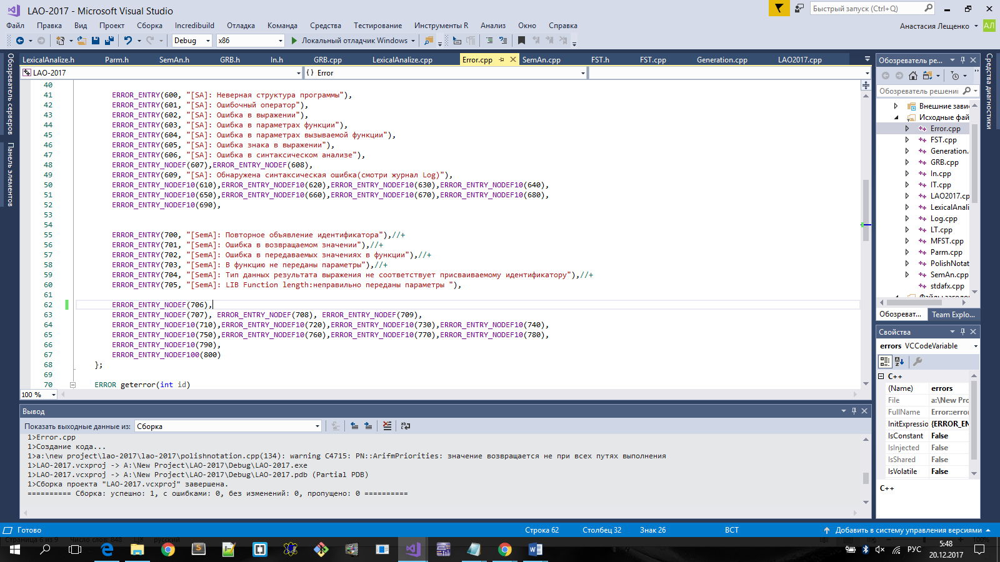 LAO-2017 - Microsoft Visual Studio
Быстрый запуск (Ctrl+Q)
Файл Правка Вид Проект Сборка Incredibuild Отладка Команда Средства Тестирование Инструменты R Анализ Окно Справка
Анастасия Лещенко АЛ
Debug x86 Локальный отладчик Windows
Обозреватель серверов
Панель элементов
LexicalAnalize.h Parm.h SemAn.h GRB.h In.h GRB.cpp LexicalAnalize.cpp Error.cpp SemAn.cpp FST.h FST.cpp Generation.cpp LAO2017.cpp
LAO-2017 {} Error
40
41 ERROR_ENTRY(600, "[SA]: Неверная структура программы"),
42 ERROR_ENTRY(601, "[SA]: Ошибочный оператор"),
43 ERROR_ENTRY(602, "[SA]: Ошибка в выражении"),
44 ERROR_ENTRY(603, "[SA]: Ошибка в параметрах функции"),
45 ERROR_ENTRY(604, "[SA]: Ошибка в параметрах вызываемой функции"),
46 ERROR_ENTRY(605, "[SA]: Ошибка знака в выражении"),
47 ERROR_ENTRY(606, "[SA]: Ошибка в синтаксическом анализе"),
48 ERROR_ENTRY_NODEF(607),ERROR_ENTRY_NODEF(608),
49 ERROR_ENTRY(609, "[SA]: Обнаружена синтаксическая ошибка(смотри журнал Log)"),
50 ERROR_ENTRY_NODEF10(610),ERROR_ENTRY_NODEF10(620),ERROR_ENTRY_NODEF10(630),ERROR_ENTRY_NODEF10(640),
51 ERROR_ENTRY_NODEF10(650),ERROR_ENTRY_NODEF10(660),ERROR_ENTRY_NODEF10(670),ERROR_ENTRY_NODEF10(680),
52 ERROR_ENTRY_NODEF10(690),
53
54
55 ERROR_ENTRY(700, "[SemA]: Повторное объявление идентификатора"),//+
56 ERROR_ENTRY(701, "[SemA]: Ошибка в возвращаемом значении"),//+
57 ERROR_ENTRY(702, "[SemA]: Ошибка в передаваемых значениях в функции"),//+
58 ERROR_ENTRY(703, "[SemA]: В функцию не переданы параметры"),//+
59 ERROR_ENTRY(704, "[SemA]: Тип данных результата выражения не соответствует присваиваемому идентификатору"),//+
60 ERROR_ENTRY(705, "[SemA]: LIB Function length:неправильно переданы параметры "),
61
62 ERROR_ENTRY_NODEF(706),
63 ERROR_ENTRY_NODEF(707), ERROR_ENTRY_NODEF(708), ERROR_ENTRY_NODEF(709),
64 ERROR_ENTRY_NODEF10(710),ERROR_ENTRY_NODEF10(720),ERROR_ENTRY_NODEF10(730),ERROR_ENTRY_NODEF10(740),
65 ERROR_ENTRY_NODEF10(750),ERROR_ENTRY_NODEF10(760),ERROR_ENTRY_NODEF10(770),ERROR_ENTRY_NODEF10(780),
66 ERROR_ENTRY_NODEF10(790),
67 ERROR_ENTRY_NODEF100(800)
68 };
69
70 ERROR geterror(int id)
100 %
Вывод
Показать выходные данные из: Сборка
1>Error.cpp
1>Создание кода...
1>a:\new project\lao-2017\lao-2017\polishnotation.cpp(134): warning C4715: PN::ArifmPriorities: значение возвращается не при всех путях выполнения
1>LAO-2017.vcxproj -> A:\New Project\LAO-2017\Debug\LAO-2017.exe
1>LAO-2017.vcxproj -> A:\New Project\LAO-2017\Debug\LAO-2017.pdb (Partial PDB)
1>Сборка проекта "LAO-2017.vcxproj" завершена.
========== Сборка: успешно: 1, с ошибками: 0, без изменений: 0, пропущено: 0 ==========
Обозреватель ре...
Обозреватель решени
Внешние зави
Исходные фай
Error.cpp
FST.cpp
Generation.
GRB.cpp
In.cpp
IT.cpp
LAO2017.cp
LexicalAnali
Log.cpp
LT.cpp
MFST.cpp
Parm.cpp
PolishNotat
SemAn.cpp
stdafx.cpp
Файлы заголо
Обозреват... Team Explo...
Свойства
errors VCCodeVariable
C++
(Name) errors
File a:\New Pro
FullName Error::erro
InitExpressio {ERROR_EN
IsConstant False
IsInjected False
IsShared False
IsVolatile False
C++
Средства диагностики
Готово Строка 62 Столбец 32 Знак 26 ВСТ Добавить в систему управления версиями
Страница 6 из 9 Число слов: 848 русский 100%
РУС 5:48
20.12.2017